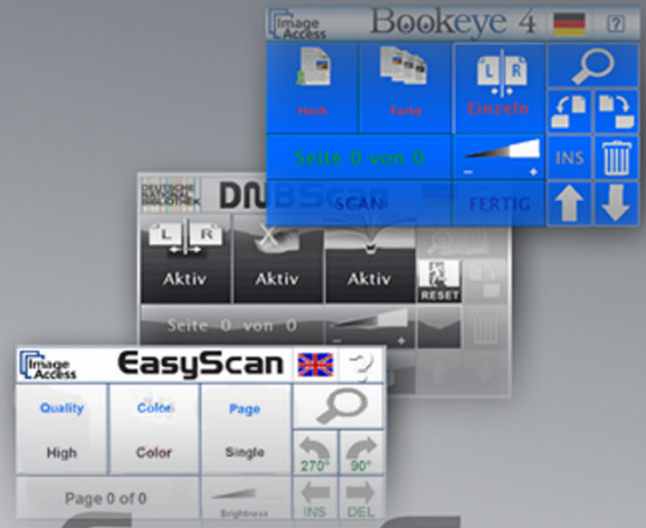 Image Access
Bookeye 4
?
L R
Hoch
Farbe
Einzeln
Seite 0 von 0
- +
INS
SCAN
FERTIG
DEUTSCHE
NATIONAL
BIBLIOTHEK
DNBScan
L R
Aktiv
Aktiv
Aktiv
RESET
Seite 0 von 0
- +
Image Access
EasyScan
?
Quality
Color
Page
High
Color
Single
270°
90°
Page 0 of 0
Brightness
INS
DEL